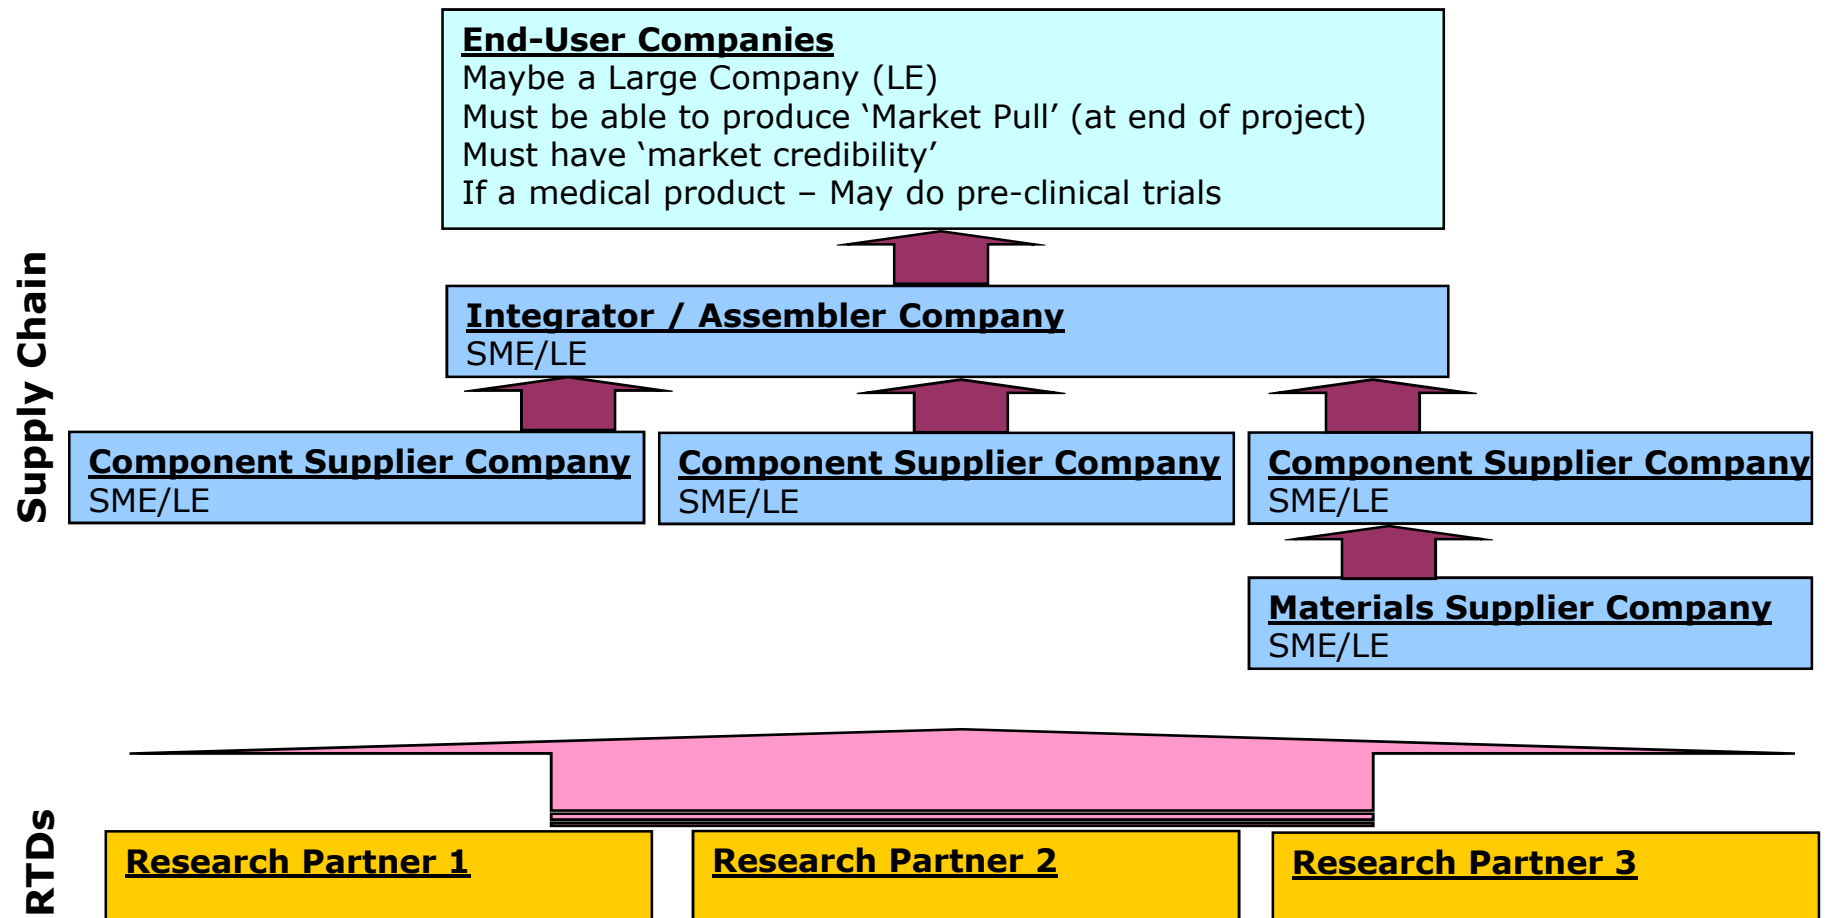 End-User Companies
Maybe a Large Company (LE)
Must be able to produce ‘Market Pull’ (at end of project)
Must have ‘market credibility’
If a medical product – May do pre-clinical trials
Supply Chain
Integrator / Assembler Company
SME/LE
Component Supplier Company
SME/LE
Component Supplier Company
SME/LE
Component Supplier Company
SME/LE
Materials Supplier Company
SME/LE
RTDs
Research Partner 1
Research Partner 2
Research Partner 3